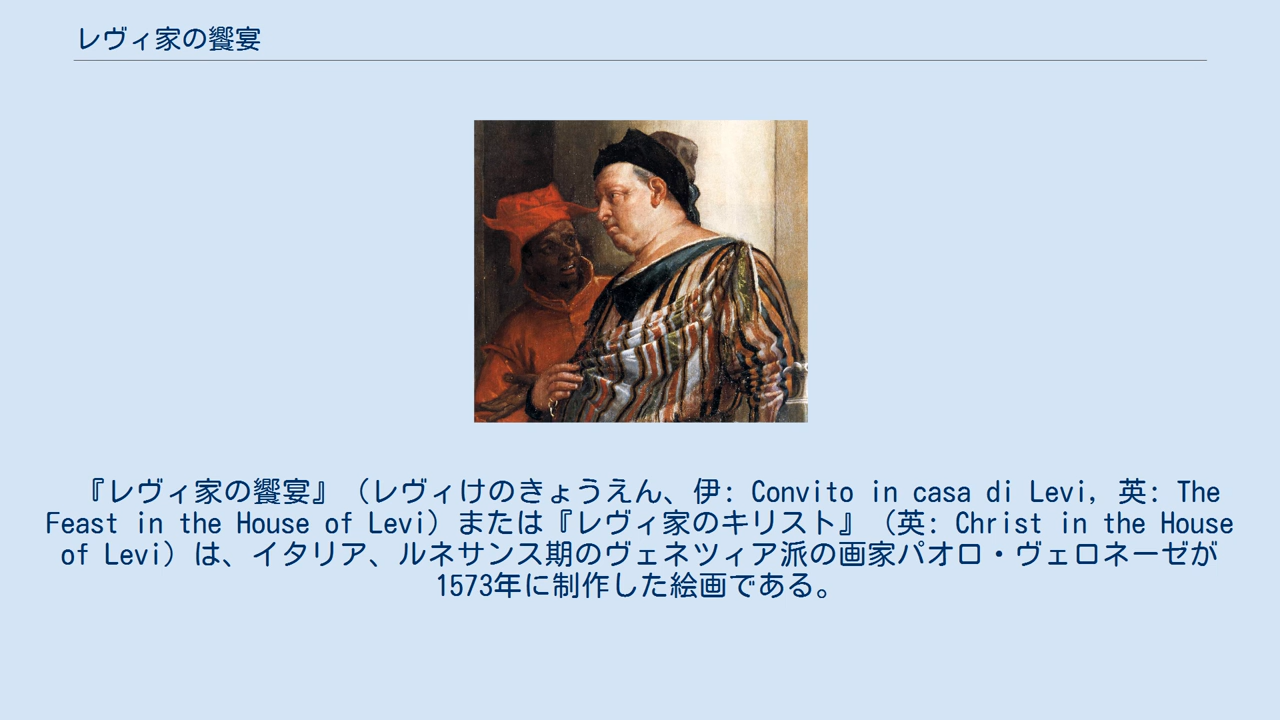 レヴィ家の饗宴
『レヴィ家の饗宴』（レヴィけのきょうえん、伊: Convito in casa di Levi, 英: The
Feast in the House of Levi）または『レヴィ家のキリスト』（英: Christ in the House
of Levi）は、イタリア、ルネサンス期のヴェネツィア派の画家パオロ・ヴェロネーゼが
1573年に制作した絵画である。